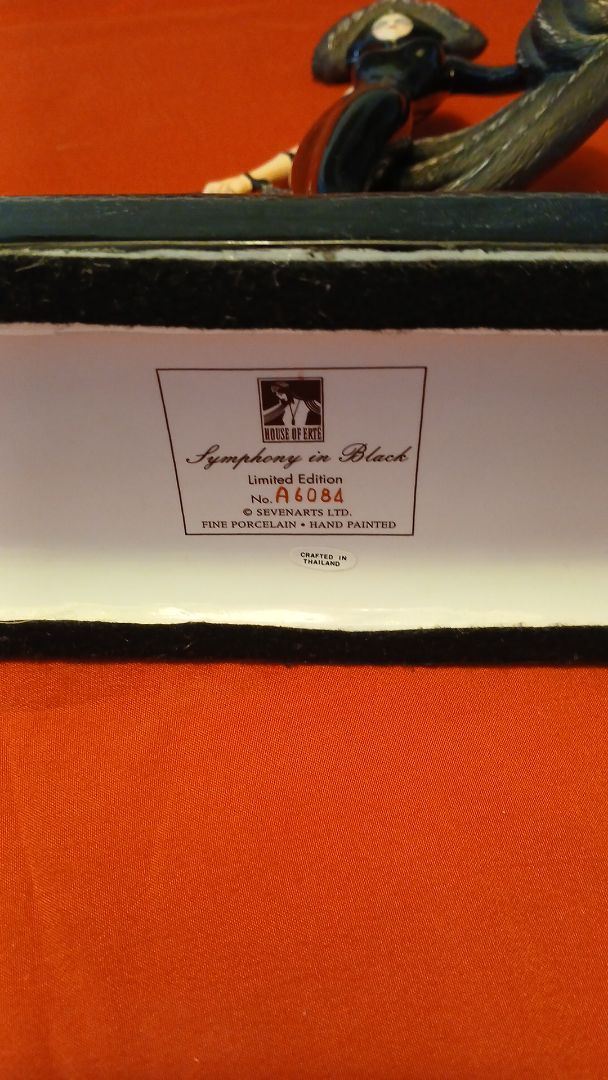 HOUSE OF ERTÉ
Symphony in Black
Limited Edition
No. A6084
© SEVENARTS LTD.
FINE PORCELAIN • HAND PAINTED
CRAFTED IN
THAILAND